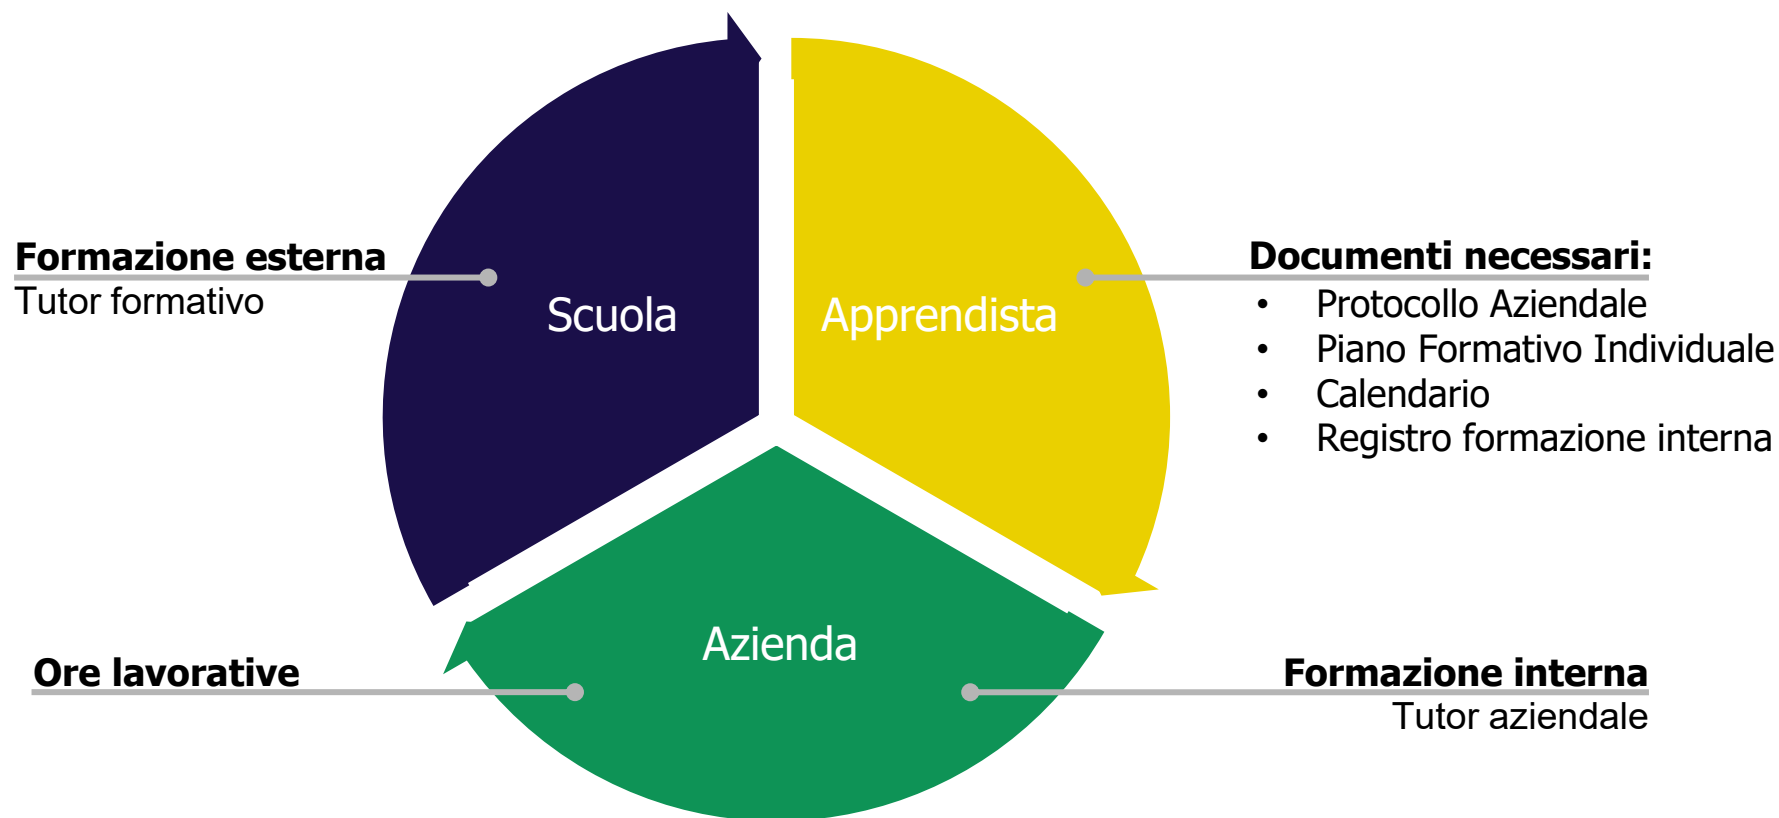 Formazione esterna
Tutor formativo
Scuola
Apprendista
Documenti necessari:
• Protocollo Aziendale
• Piano Formativo Individuale
• Calendario
• Registro formazione interna
Azienda
Ore lavorative
Formazione interna
Tutor aziendale